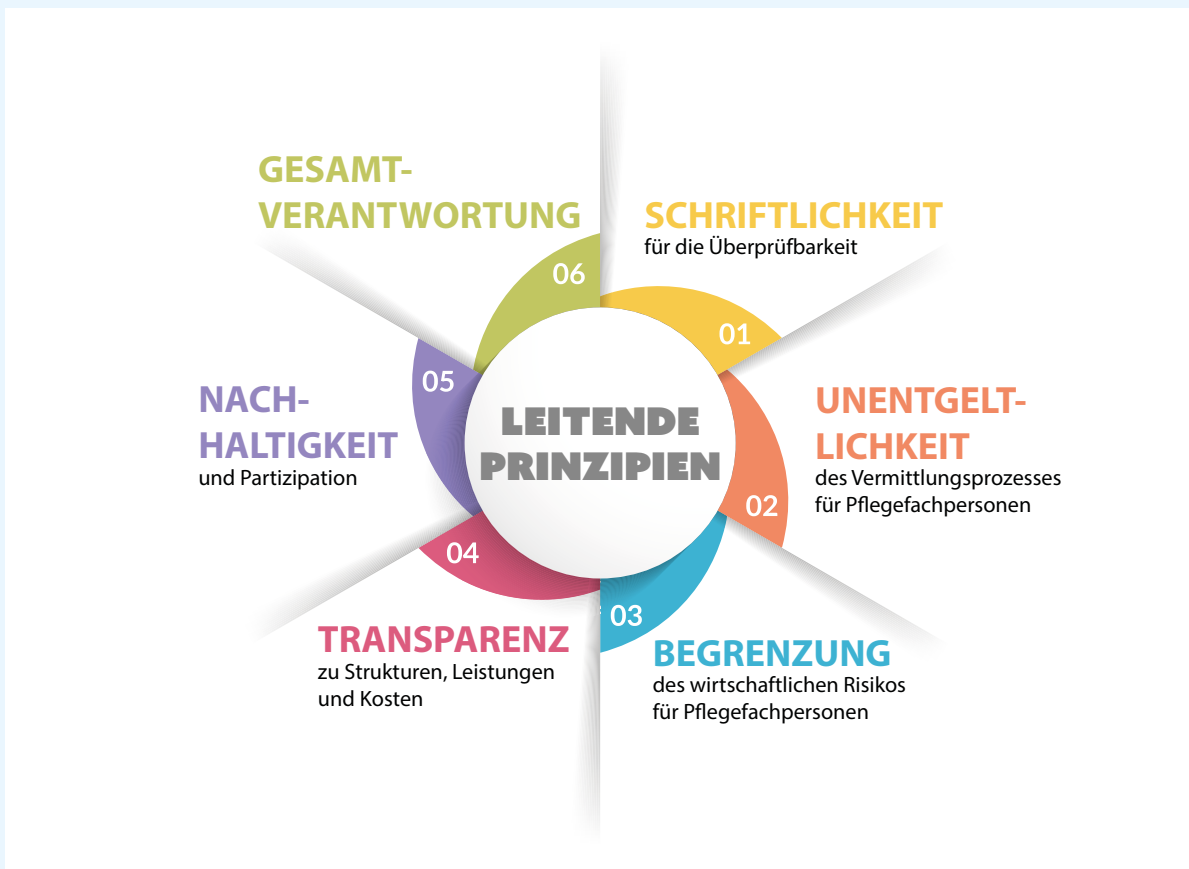 LEITENDE
PRINZIPIEN
01
SCHRIFTLICHKEIT
für die Überprüfbarkeit
02
UNENTGELT-
LICHKEIT
des Vermittlungsprozesses
für Pflegefachpersonen
03
BEGRENZUNG
des wirtschaftlichen Risikos
für Pflegefachpersonen
04
TRANSPARENZ
zu Strukturen, Leistungen
und Kosten
05
NACH-
HALTIGKEIT
und Partizipation
06
GESAMT-
VERANTWORTUNG